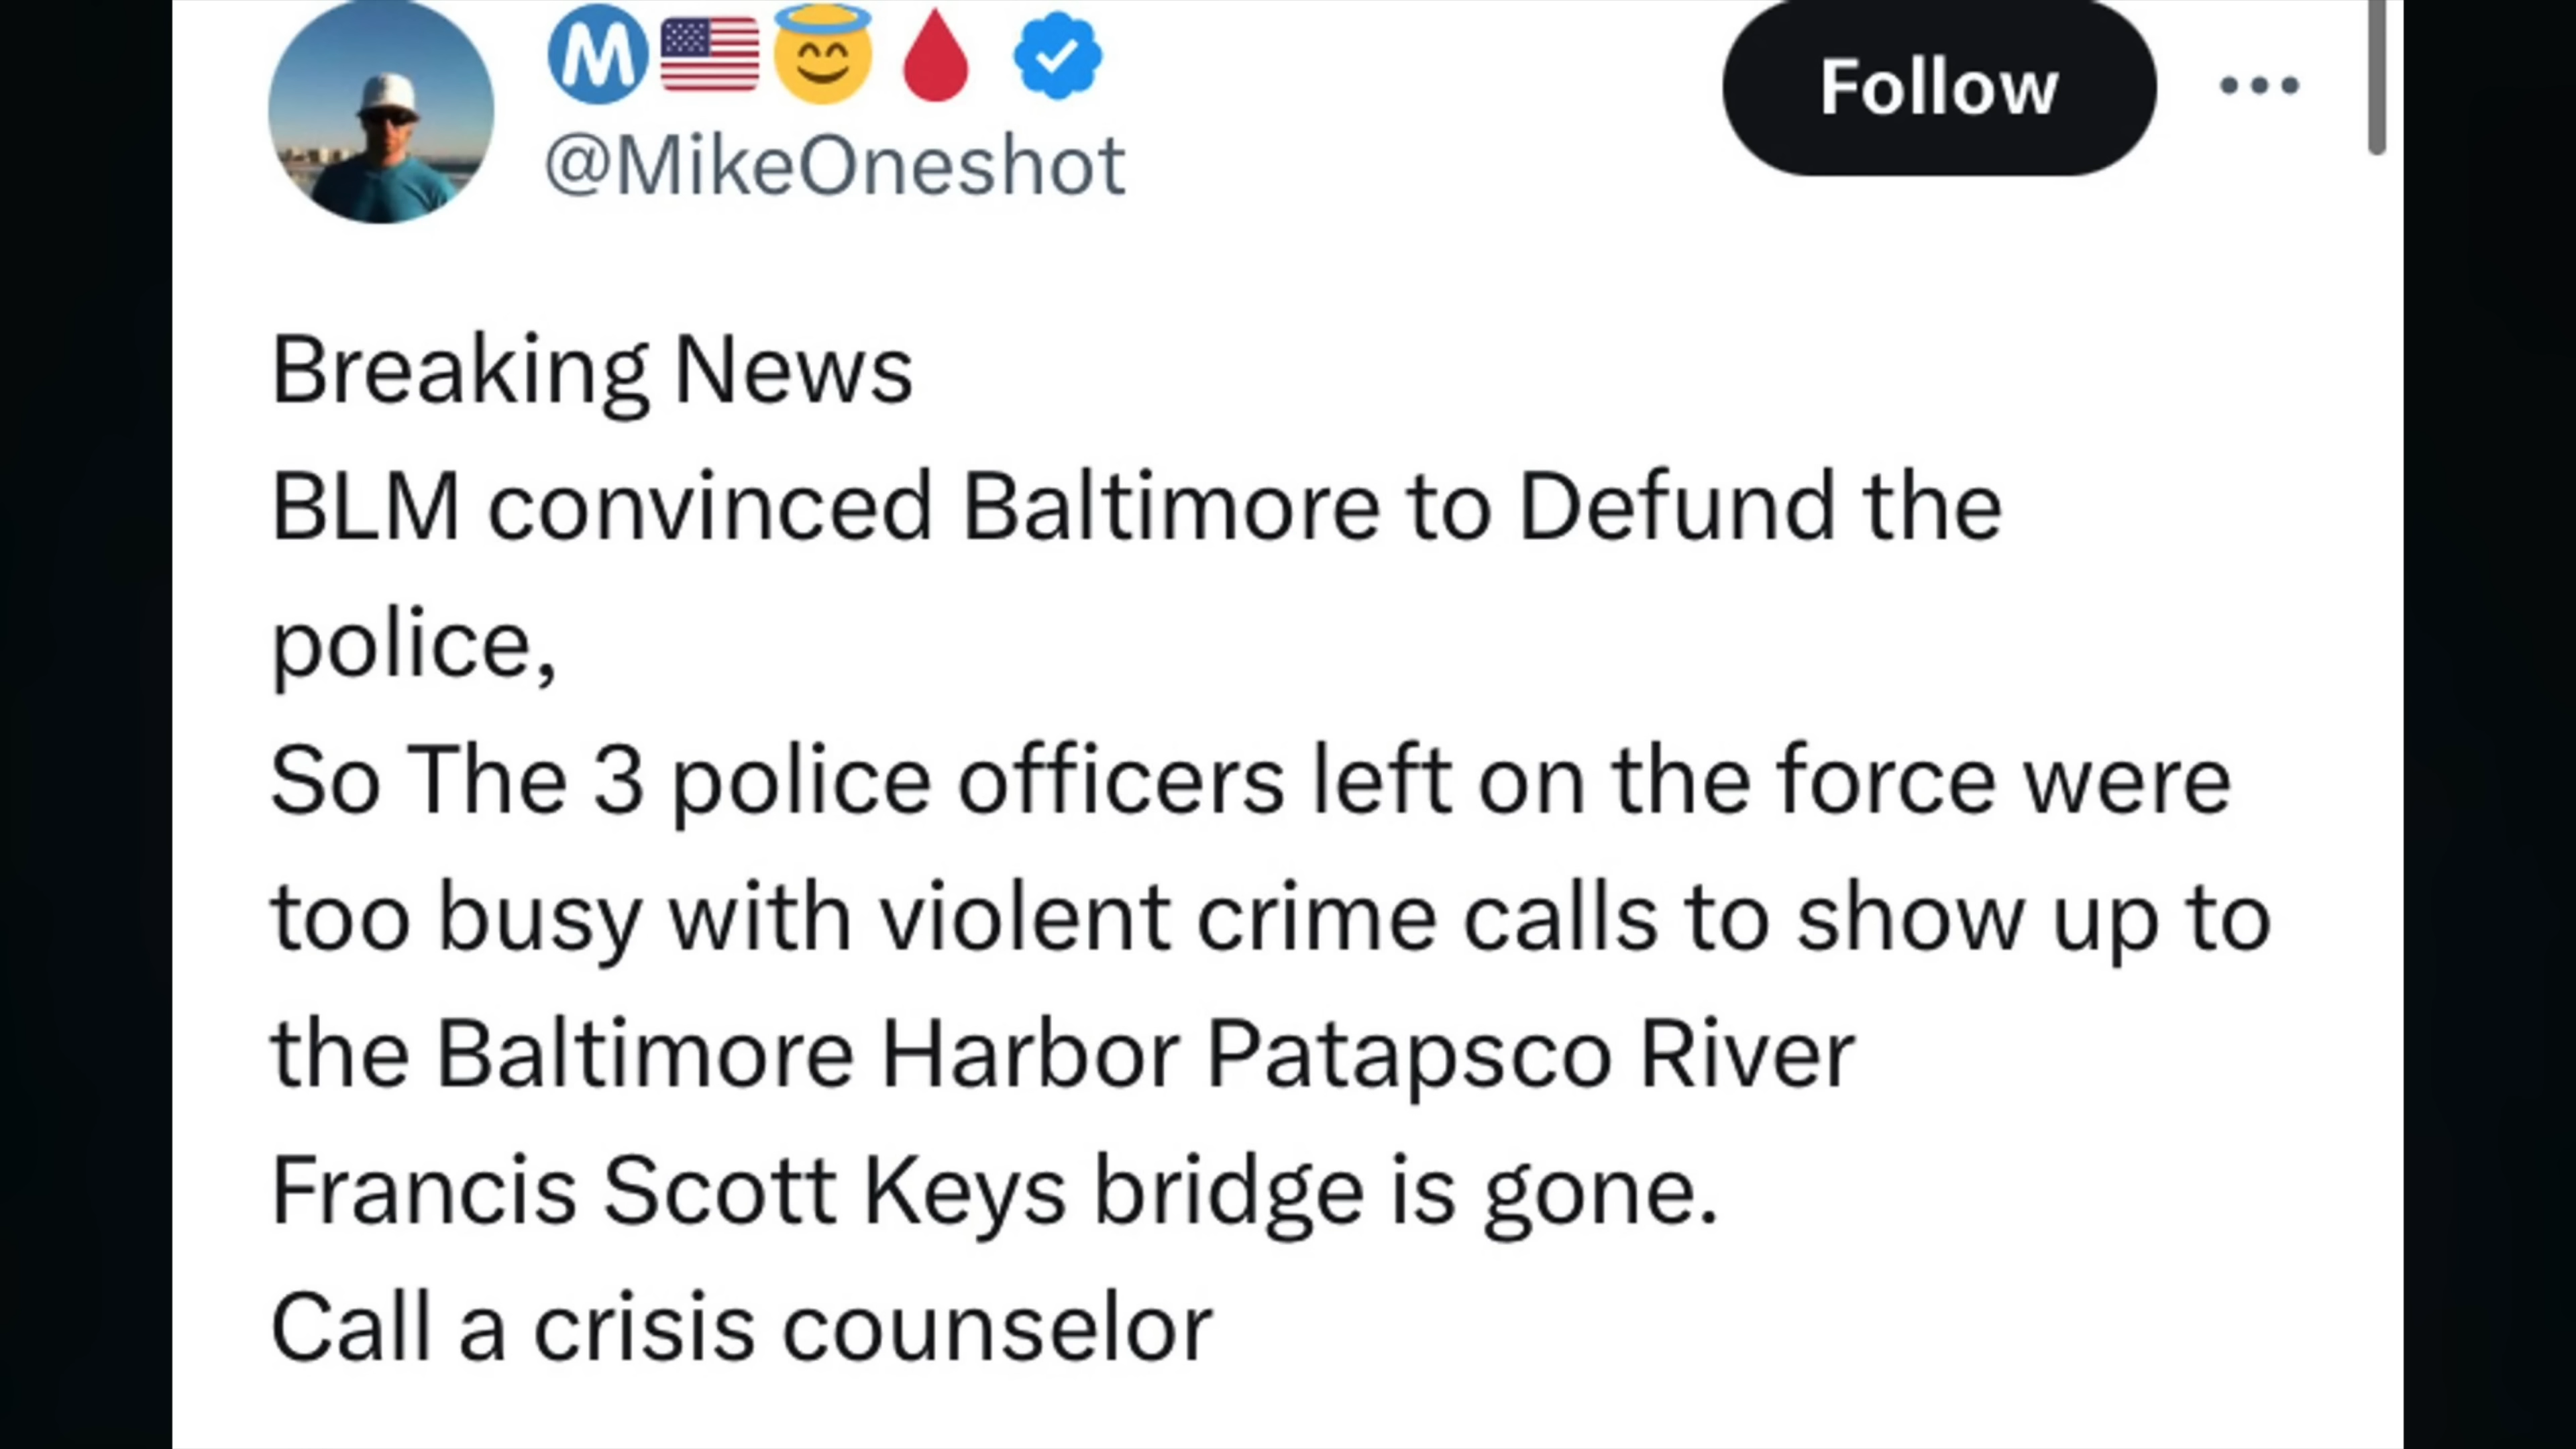 @MikeOneshot
Follow
Breaking News
BLM convinced Baltimore to Defund the
police,
So The 3 police officers left on the force were
too busy with violent crime calls to show up to
the Baltimore Harbor Patapsco River
Francis Scott Keys bridge is gone.
Call a crisis counselor